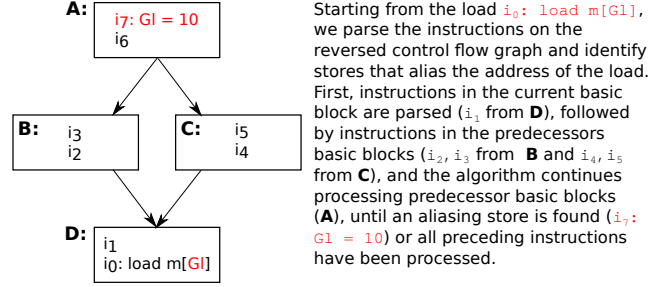 A:
i7: Gl = 10
i6
B:
i3
i2
C:
i5
i4
D:
i1
i0: load m[Gl]
Starting from the load i0: load m[Gl],
we parse the instructions on the
reversed control flow graph and identify
stores that alias the address of the load.
First, instructions in the current basic
block are parsed (i1 from D), followed
by instructions in the predecessors
basic blocks (i2, i3 from B and i4, i5
from C), and the algorithm continues
processing predecessor basic blocks
(A), until an aliasing store is found (i7:
Gl = 10) or all preceding instructions
have been processed.